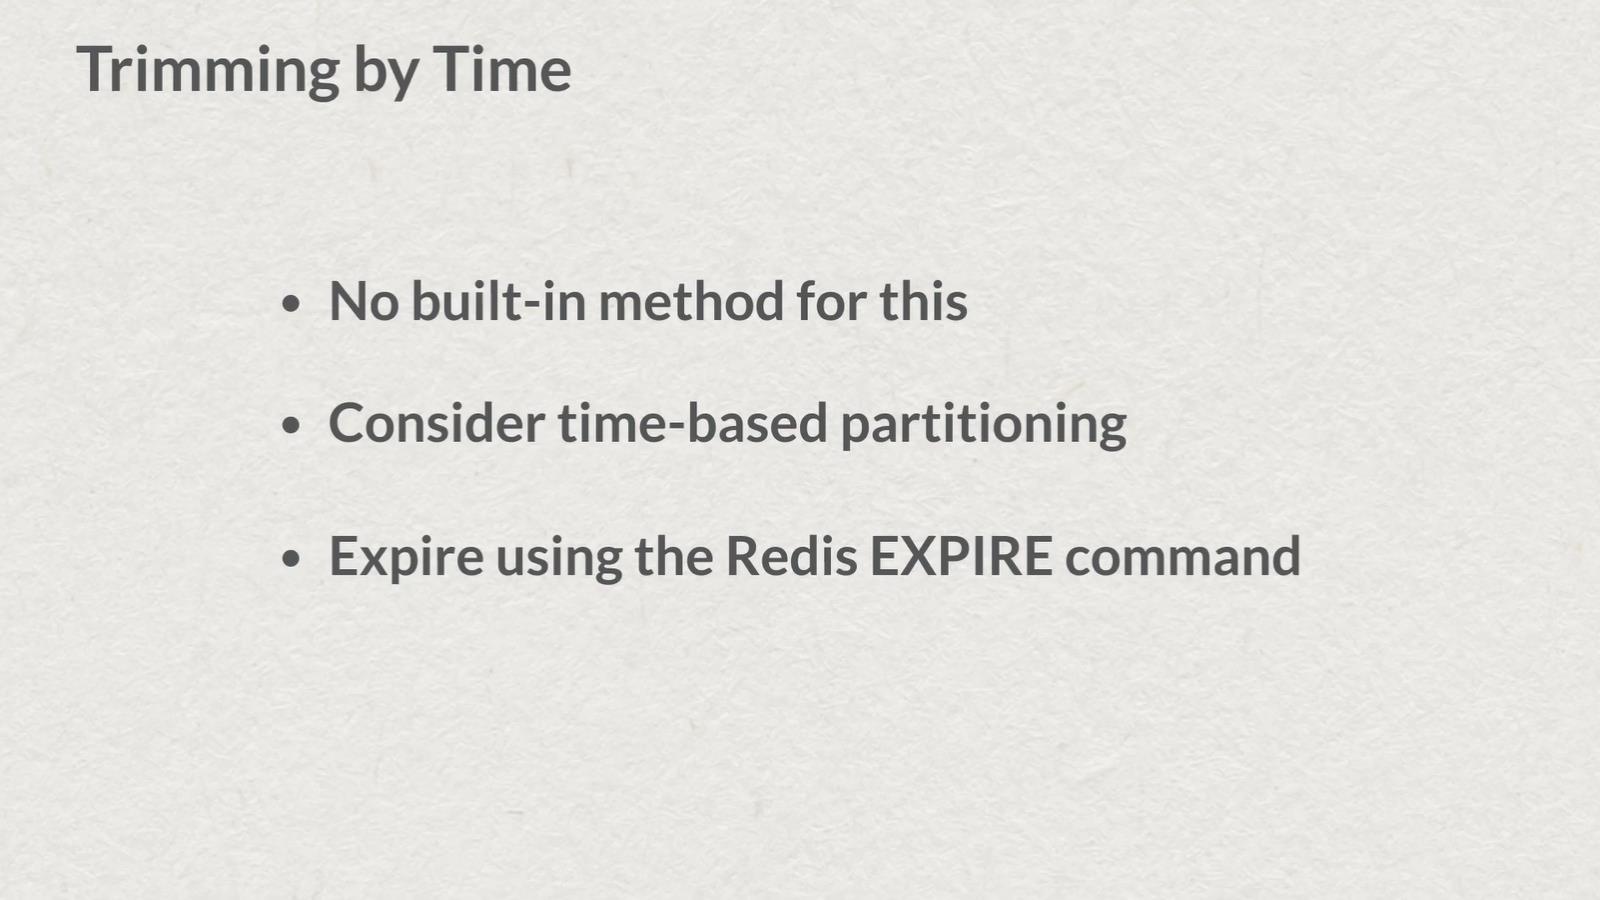 Trimming by Time
• No built-in method for this
• Consider time-based partitioning
• Expire using the Redis EXPIRE command